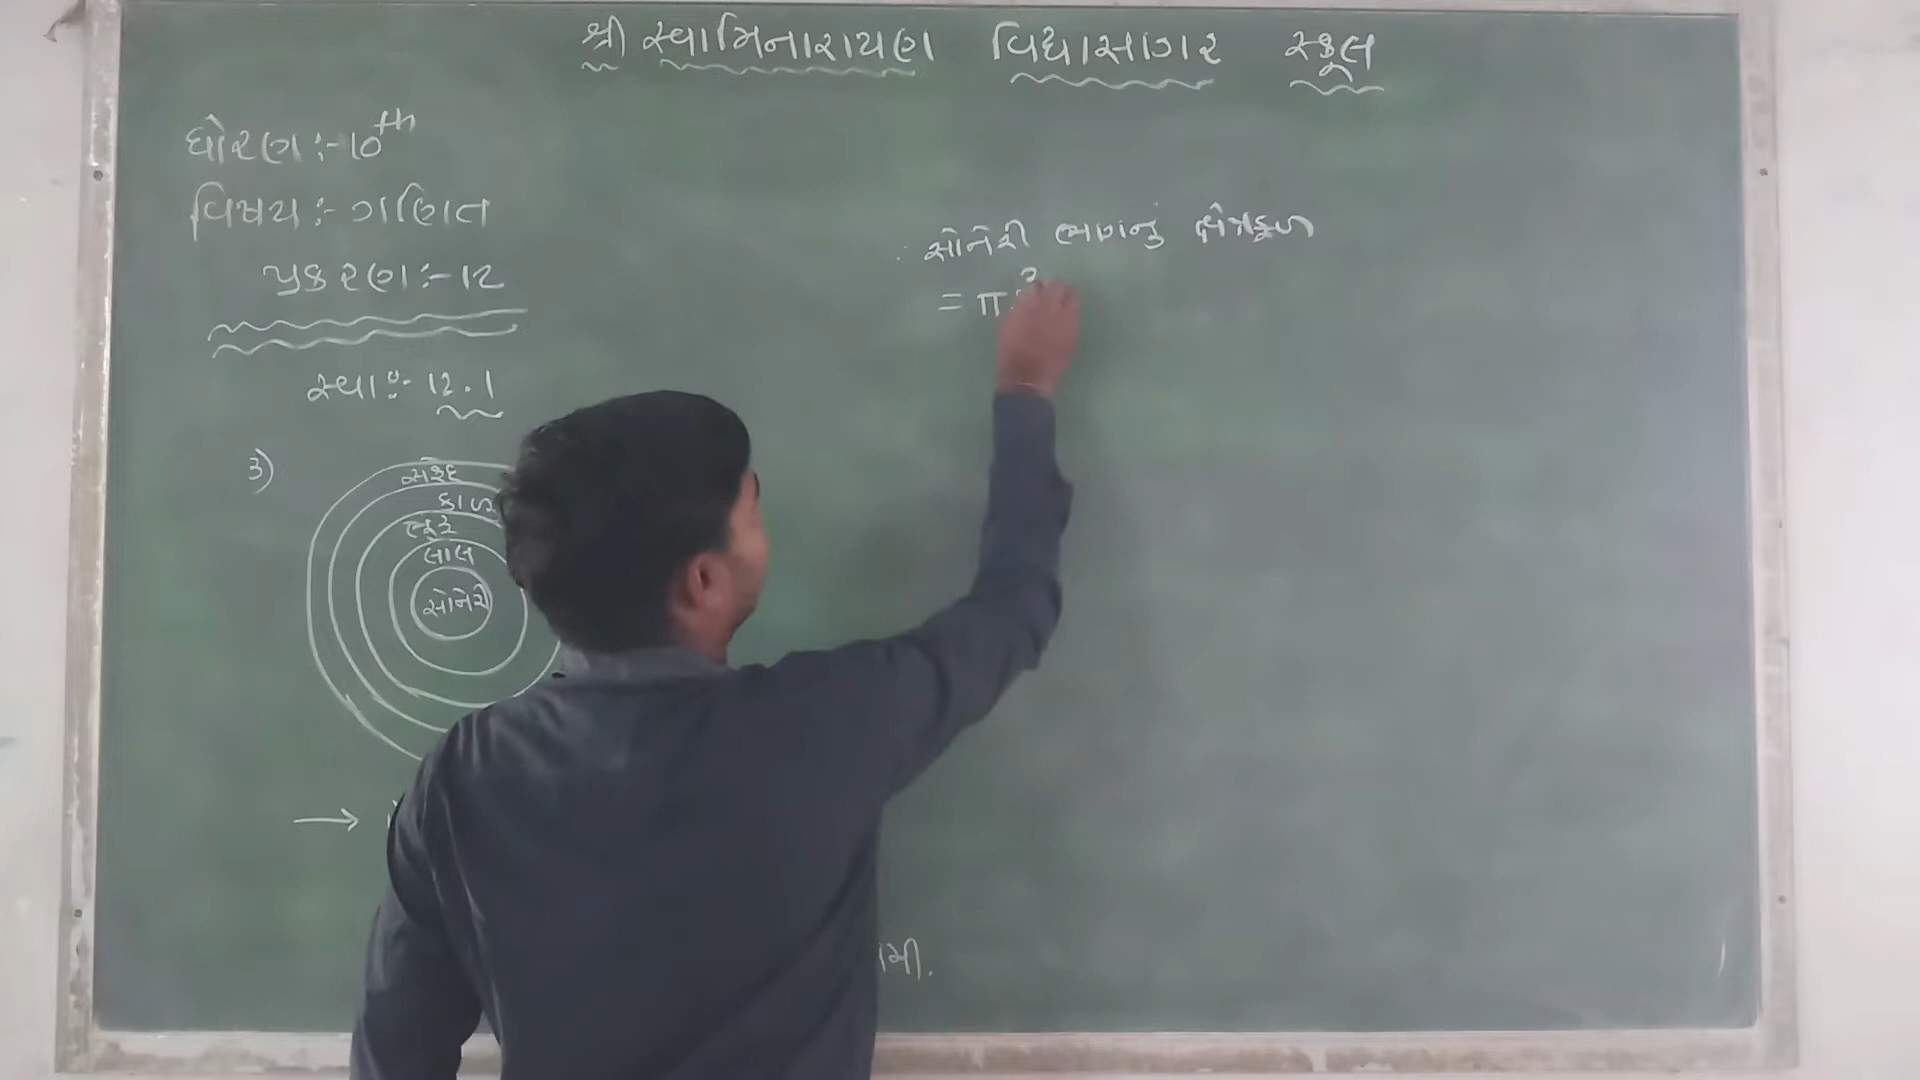 શ્રી સ્વામિનારાયણ વિદ્યાસાગર સ્કૂલ
ધોરણ :- 10th
વિષય :- ગણિત
પ્રકરણ :- 12
સ્વા :- 12.1
3)
સફેદ
કાળ
લાલ
સોનેરી
સોનેરી ભાગનું ક્ષેત્રફળ
= π
સેમી.